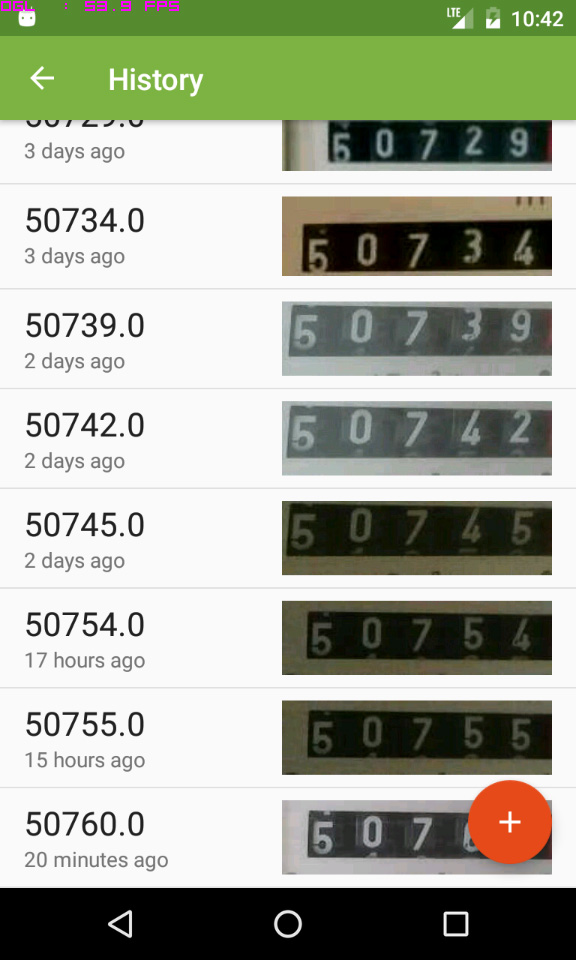 OGL : 53.9 FPS
LTE 10:42
History
50729.0
3 days ago
5 0 7 2 9
50734.0
3 days ago
5 0 7 3 4
50739.0
2 days ago
5 0 7 3 9
50742.0
2 days ago
5 0 7 4 2
50745.0
2 days ago
5 0 7 4 5
50754.0
17 hours ago
5 0 7 5 4
50755.0
15 hours ago
5 0 7 5 5
50760.0
20 minutes ago
5 0 7
+